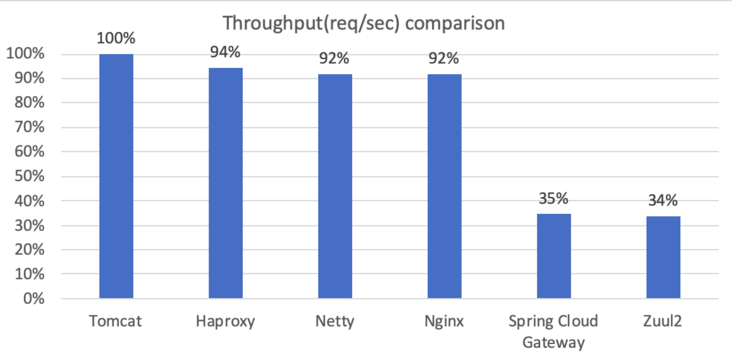 Throughput(req/sec) comparison
100%
94%
92%
92%
35%
34%
100%
90%
80%
70%
60%
50%
40%
30%
20%
10%
0%
Tomcat
Haproxy
Netty
Nginx
Spring Cloud
Gateway
Zuul2